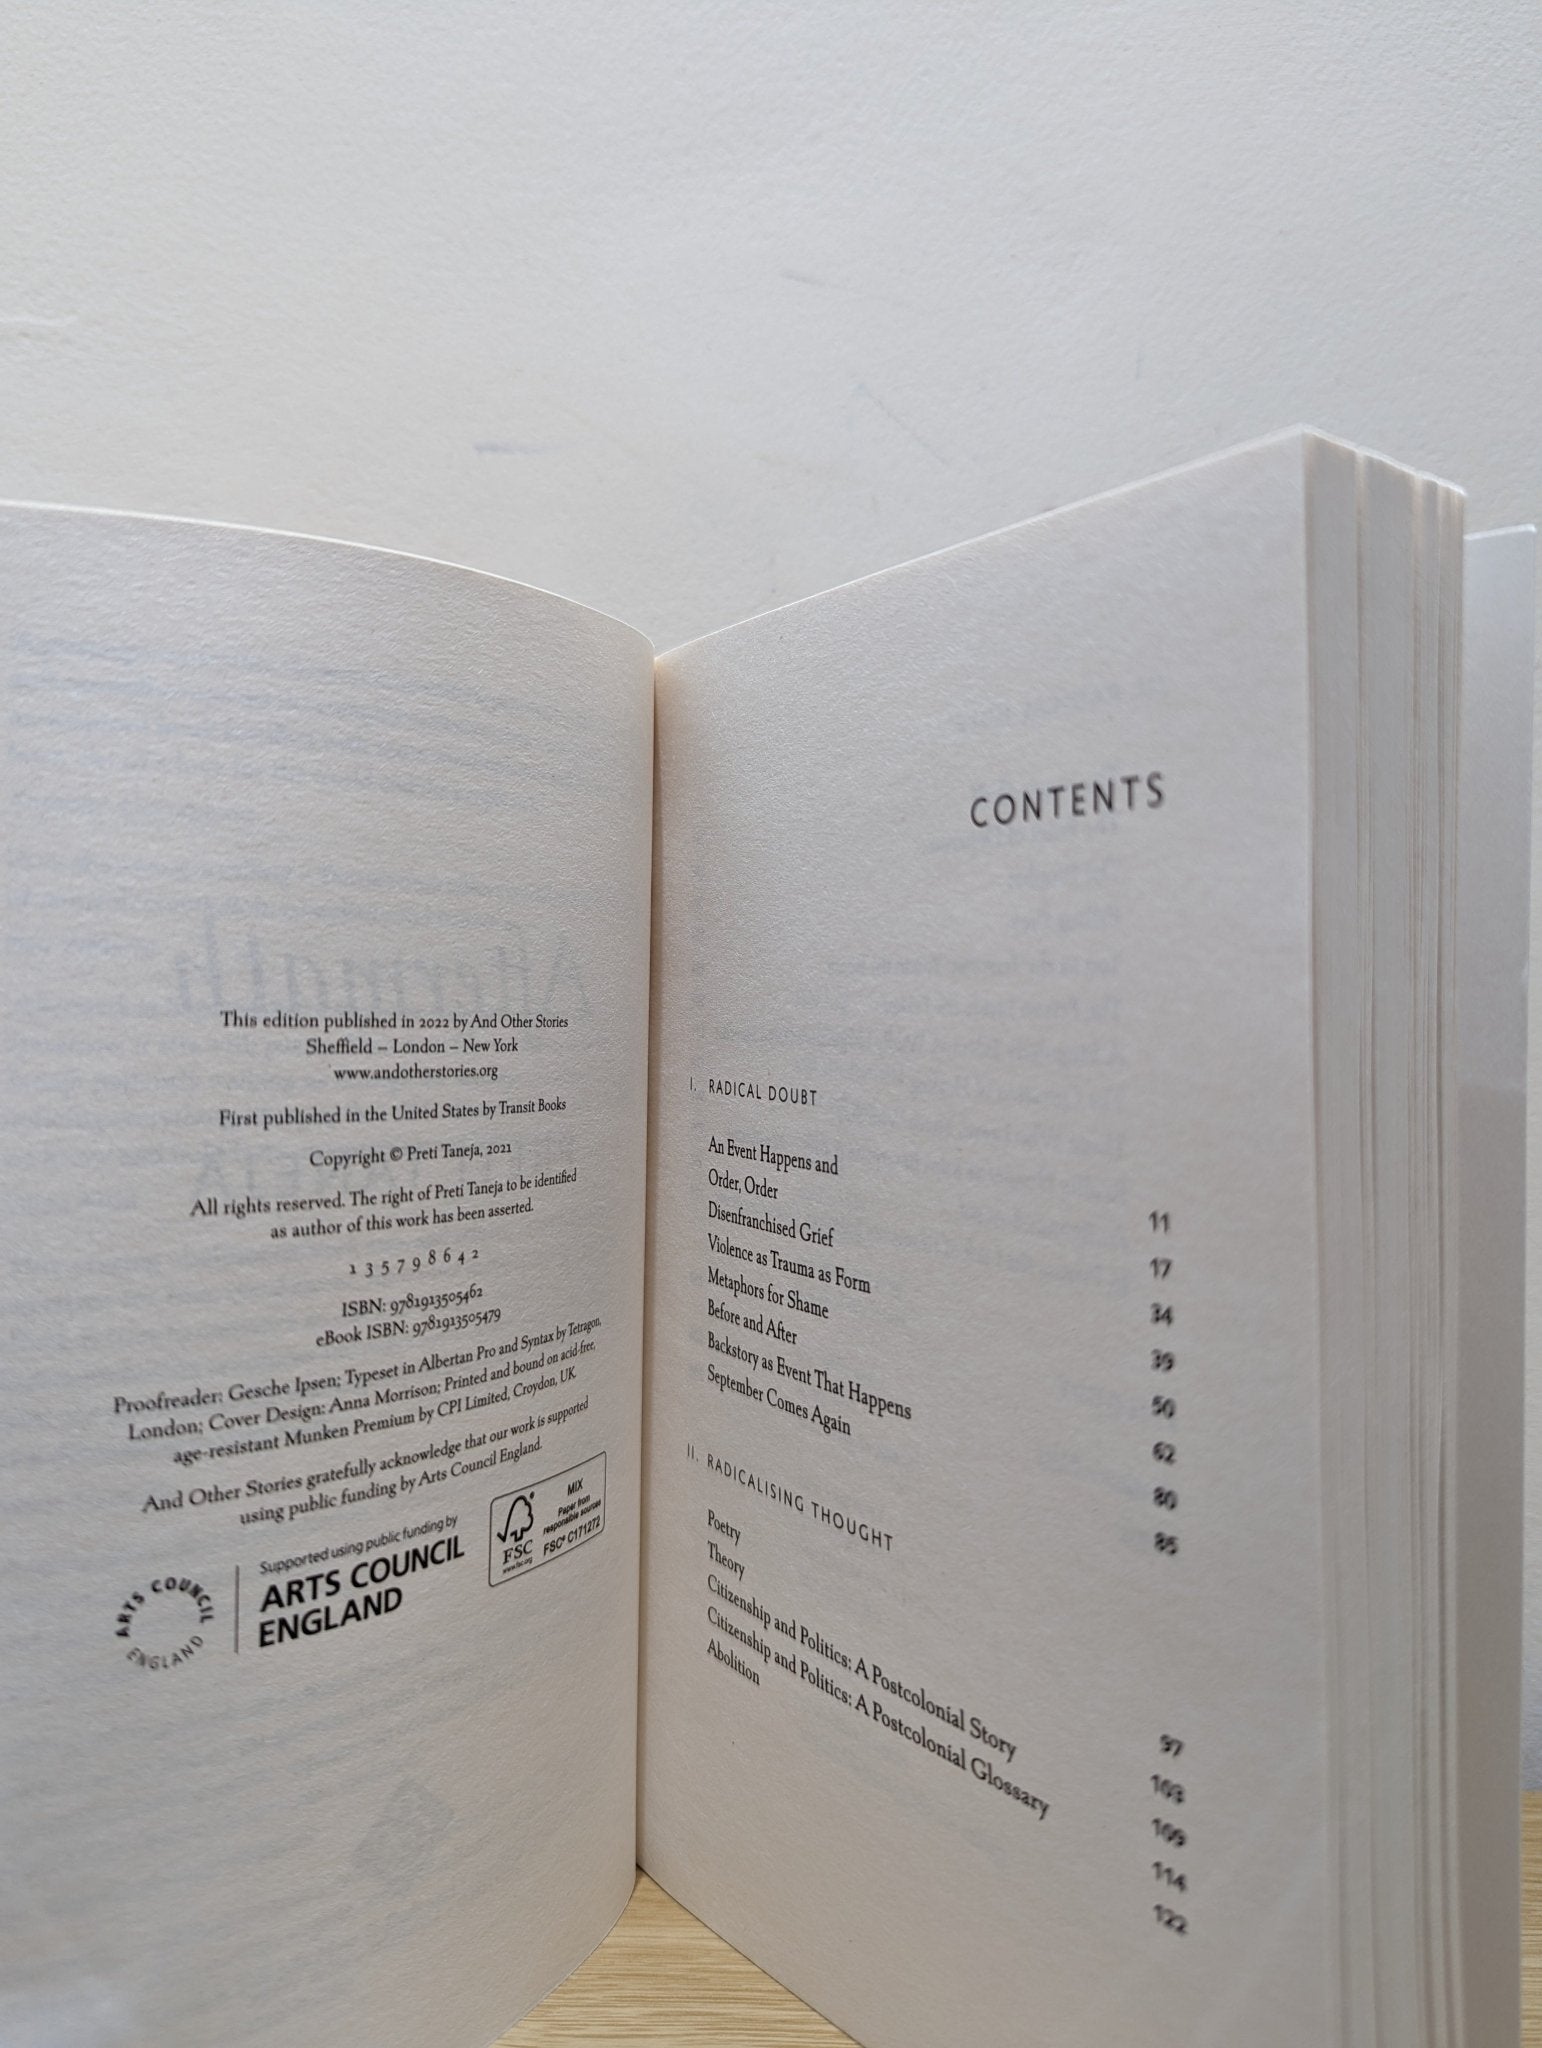 This edition published in 2022 by And Other Stories
Sheffield – London – New York
www.andotherstories.org
First published in the United States by Transit Books
Copyright © Preti Taneja, 2021
All rights reserved. The right of Preti Taneja to be identified
as author of this work has been asserted.
1 3 5 7 9 8 6 4 2
ISBN: 9781913505462
eBook ISBN: 9781913505479
Proofreader: Gesche Ipsen; Typeset in Albertan Pro and Syntax by Tetragon,
London; Cover Design: Anna Morrison; Printed and bound on acid-free,
age-resistant Munken Premium by CPI Limited, Croydon, UK
And Other Stories gratefully acknowledge that our work is supported
using public funding by Arts Council England.
ARTS COUNCIL
ENGLAND
Supported using public funding by
ARTS COUNCIL
ENGLAND
FSC
www.fsc.org
MIX
Paper from
responsible sources
FSC® C171272
CONTENTS
I. RADICAL DOUBT
An Event Happens and 11
Order, Order 17
Disenfranchised Grief 34
Violence as Trauma as Form 39
Metaphors for Shame 50
Before and After 62
Backstory as Event That Happens 80
September Comes Again 85
II. RADICALISING THOUGHT
Poetry 97
Theory 103
Citizenship and Politics: A Postcolonial Story 109
Citizenship and Politics: A Postcolonial Glossary 114
Abolition 122